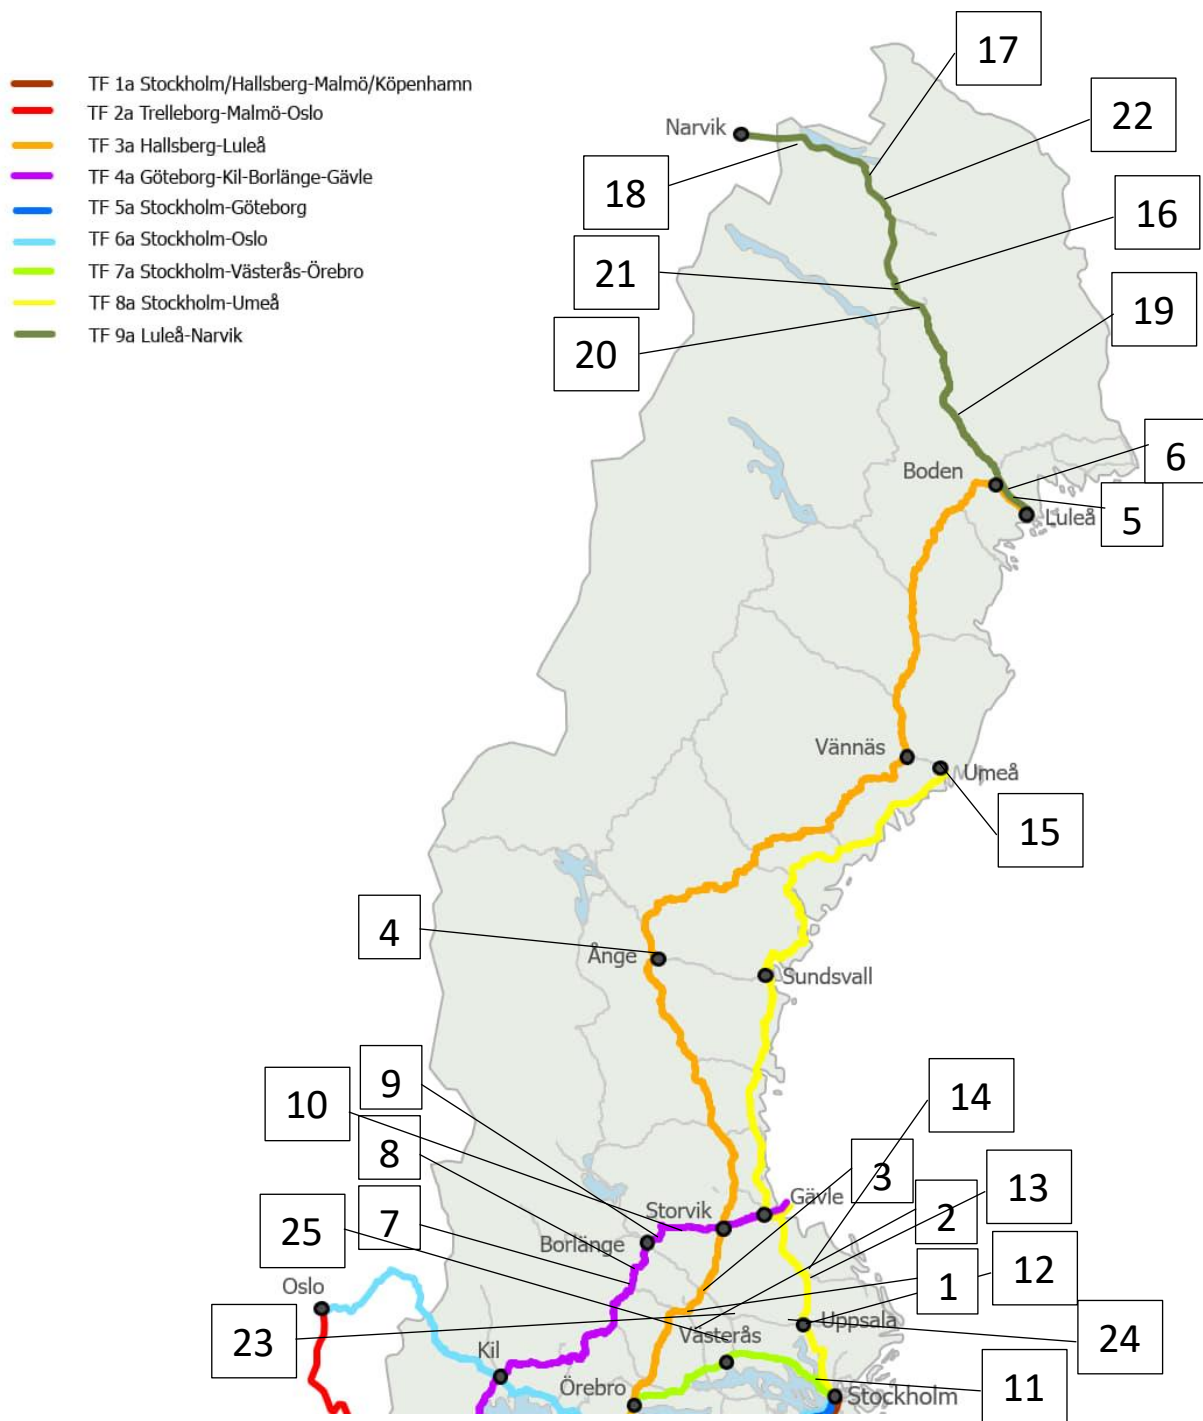 TF 1a Stockholm/Hallsberg-Malmö/Köpenhamn
TF 2a Trelleborg-Malmö-Oslo
TF 3a Hallsberg-Luleå
TF 4a Göteborg-Kil-Borlänge-Gävle
TF 5a Stockholm-Göteborg
TF 6a Stockholm-Oslo
TF 7a Stockholm-Västerås-Örebro
TF 8a Stockholm-Umeå
TF 9a Luleå-Narvik
17
Narvik
22
18
16
21
19
20
6
Boden
5
Luleå
Vännäs
Umeå
15
4
Ånge
Sundsvall
9
14
10
8
3
13
Gävle
Storvik
2
7
25
Borlänge
12
1
Oslo
Uppsala
23
Västerås
24
Kil
Örebro
11
Stockholm